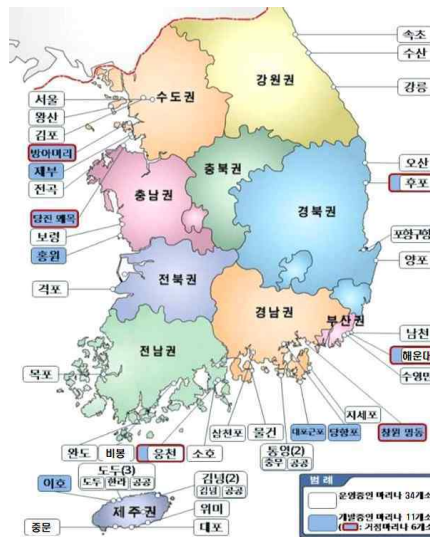 속초
수산
수도권
강원권
강릉
서울
왕산
김포
방아머리
제부
전곡
충북권
오산
후포
당진 왜목
충남권
경북권
보령
홍원
포항구항
양포
전북권
격포
경남권
부산권
남천
해운대
전남권
수영만
목포
지세포
삼천포
물건
대포근포
당항포
창원 명동
완도
비봉
웅천
소호
통영(2)
충무
공공
도두(3)
도두
한라
공공
김녕(2)
김녕
공공
이호
위미
제주권
중문
대포
범 례
운영중인 마리나 34개소
개발중인 마리나 11개소
: 거점마리나 6개소